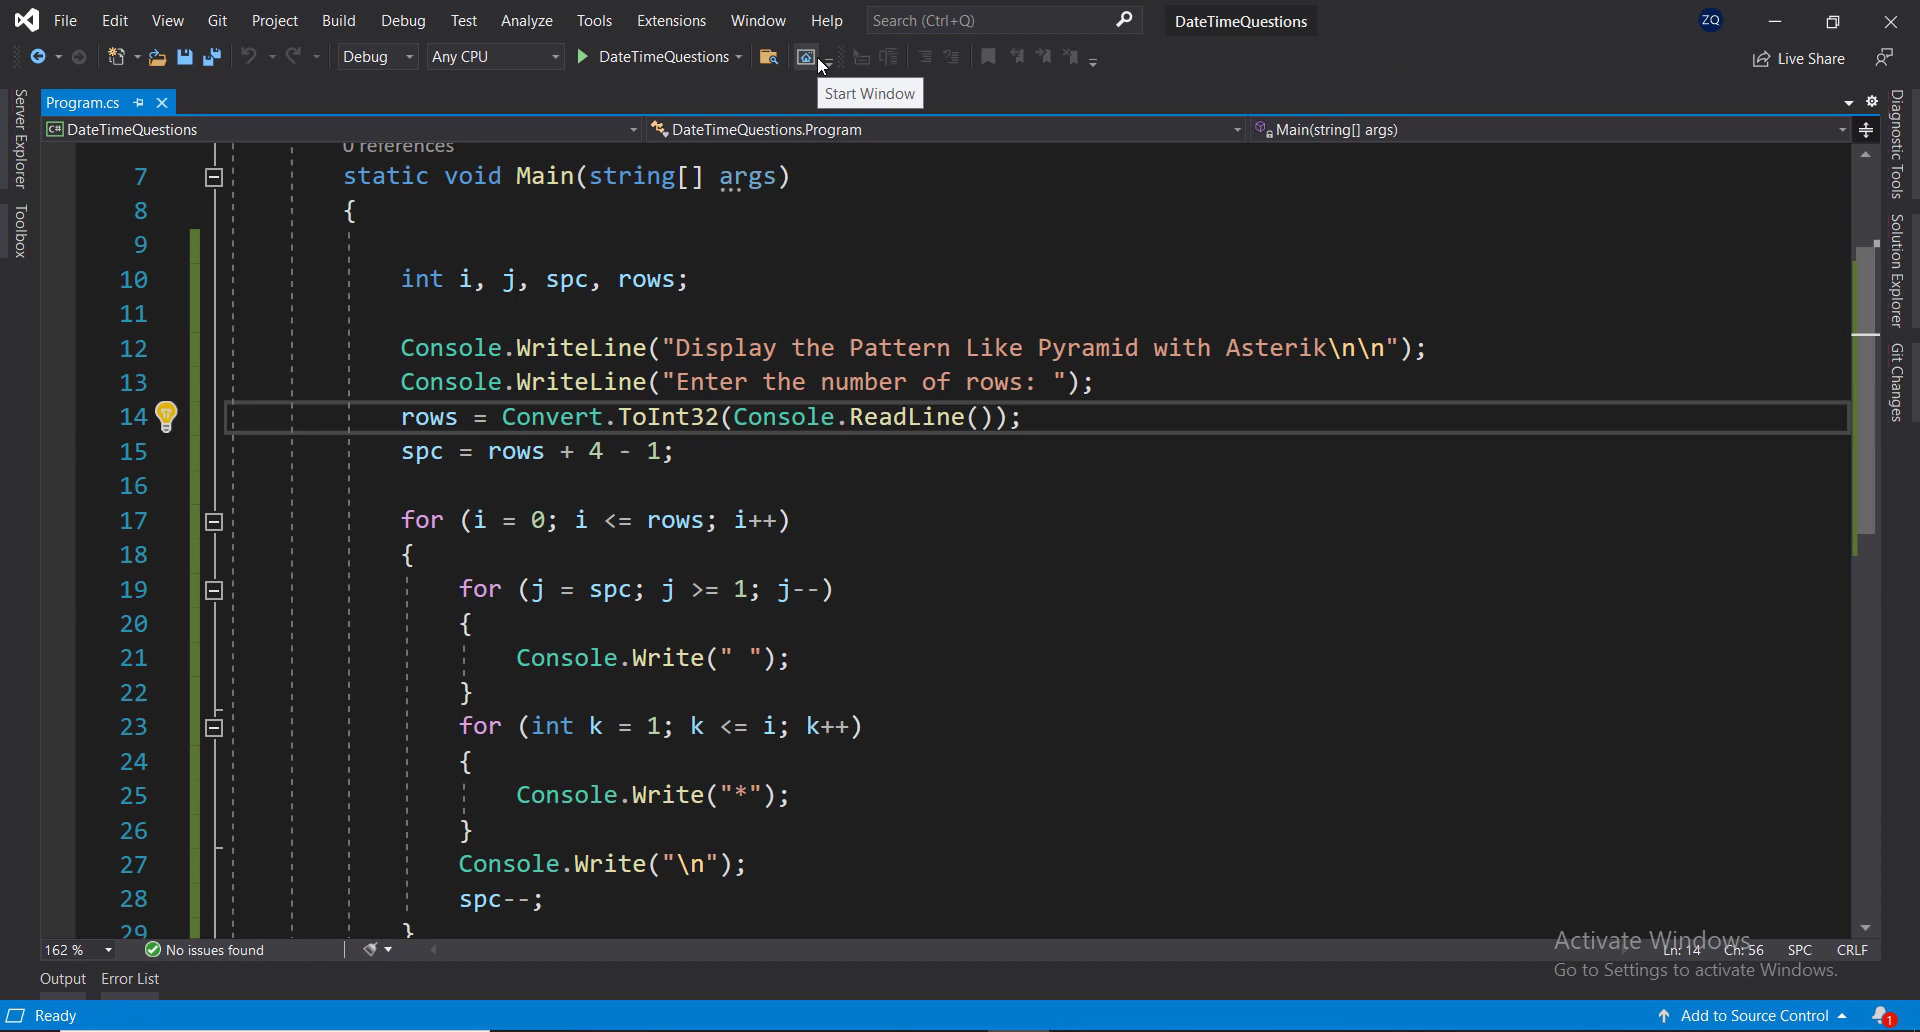 File Edit View Git Project Build Debug Test Analyze Tools Extensions Window Help Search (Ctrl+Q) DateTimeQuestions ZQ
Debug Any CPU DateTimeQuestions Live Share
Start Window
Server Explorer
Toolbox
Program.cs
C# DateTimeQuestions DateTimeQuestions.Program Main(string[] args)
0 references
7 static void Main(string[] args)
8 {
9
10 int i, j, spc, rows;
11
12 Console.WriteLine("Display the Pattern Like Pyramid with Asterik\n\n");
13 Console.WriteLine("Enter the number of rows: ");
14 rows = Convert.ToInt32(Console.ReadLine());
15 spc = rows + 4 - 1;
16
17 for (i = 0; i <= rows; i++)
18 {
19 for (j = spc; j >= 1; j--)
20 {
21 Console.Write(" ");
22 }
23 for (int k = 1; k <= i; k++)
24 {
25 Console.Write("*");
26 }
27 Console.Write("\n");
28 spc--;
29 }
Diagnostic Tools
Solution Explorer
Git Changes
162 % No issues found Ln: 14 Ch: 56 SPC CRLF
Activate Windows
Go to Settings to activate Windows.
Output Error List
Ready Add to Source Control 1